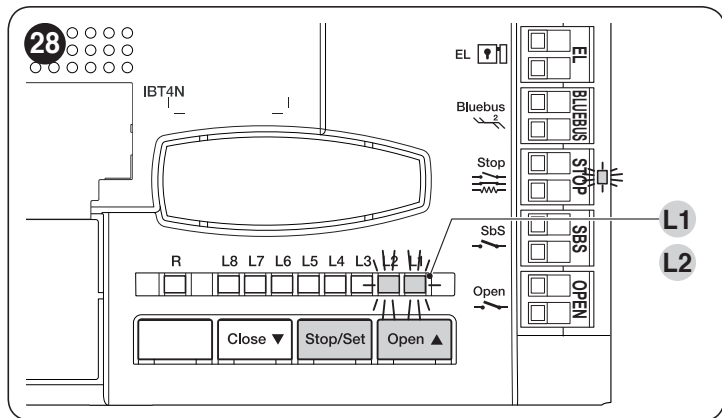 28
IBT4N
EL
Bluebus
2
Stop
SbS
Open
EL
BLUEBUS
STOP
SBS
OPEN
L1
L2
R L8 L7 L6 L5 L4 L3 L2 L1
Close ▼ Stop/Set Open ▲